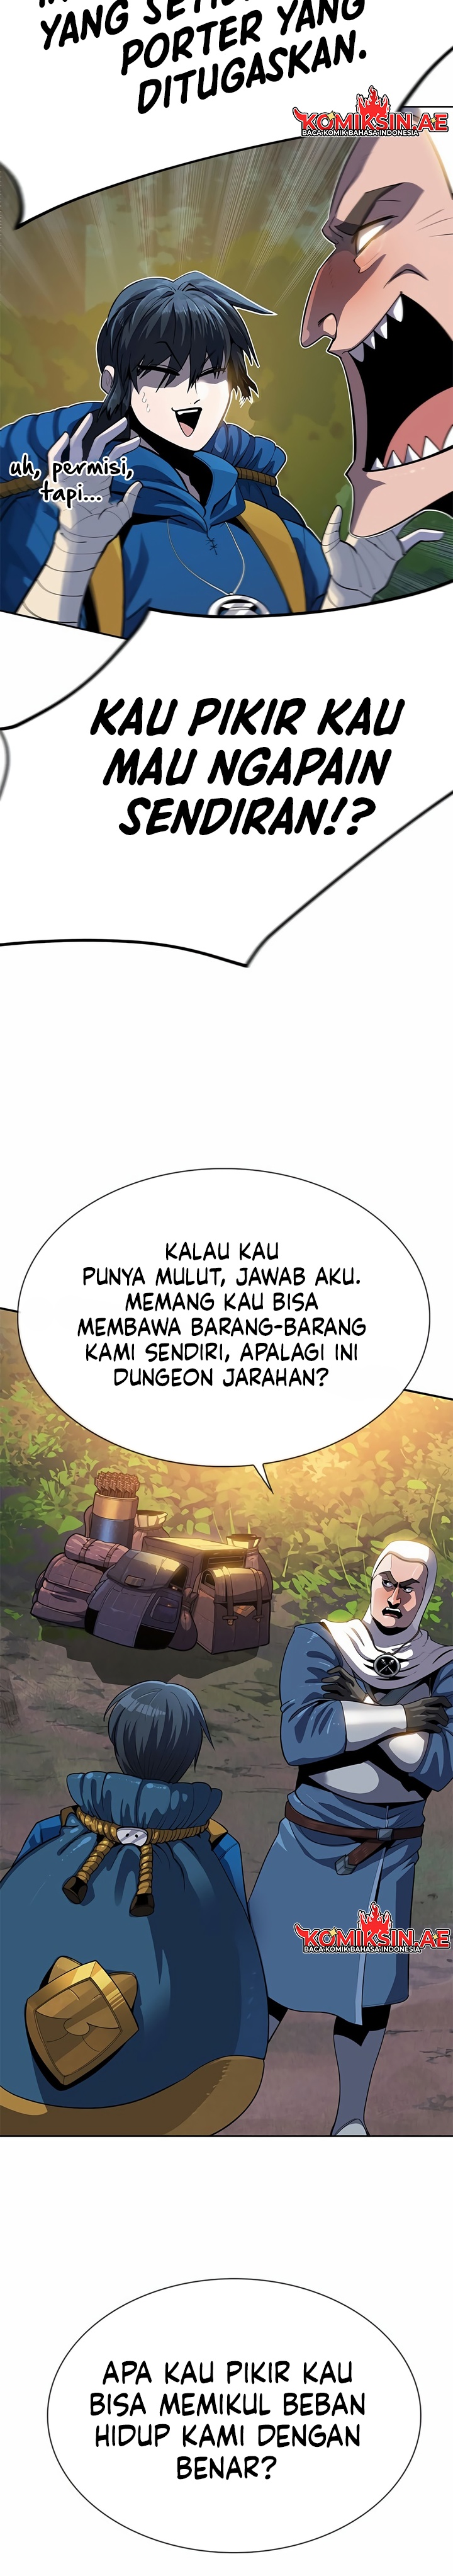 YANG
PORTER YANG
DITUGASKAN.
KOMIKSIN.AE
BACA KOMIK BAHASA INDONESIA
uh, permisi,
tapi...
KAU PIKIR KAU
MAU NGAPAIN
SENDIRAN!?
KALAU KAU
PUNYA MULUT, JAWAB AKU.
MEMANG KAU BISA
MEMBAWA BARANG-BARANG
KAMI SENDIRI, APALAGI INI
DUNGEON JARAHAN?
KOMIKSIN.AE
BACA KOMIK BAHASA INDONESIA
APA KAU PIKIR KAU
BISA MEMIKUL BEBAN
HIDUP KAMI DENGAN
BENAR?